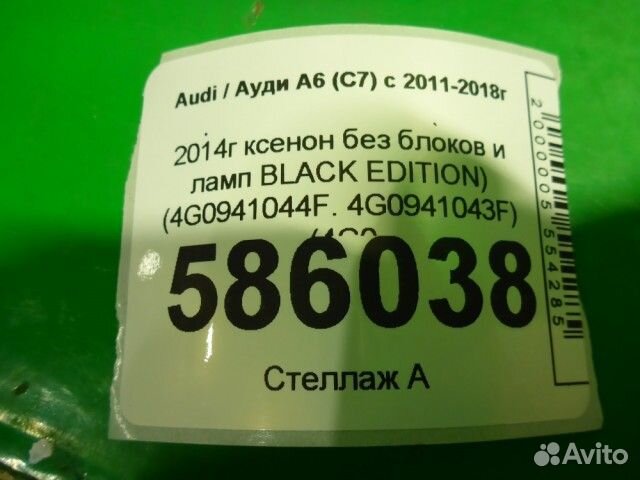 Audi / Ауди А6 (С7) с 2011-2018г
2014г ксенон без блоков и
ламп BLACK EDITION)
(4G0941044F. 4G0941043F)
(4G0
586038
Стеллаж А
2000005554285
Avito